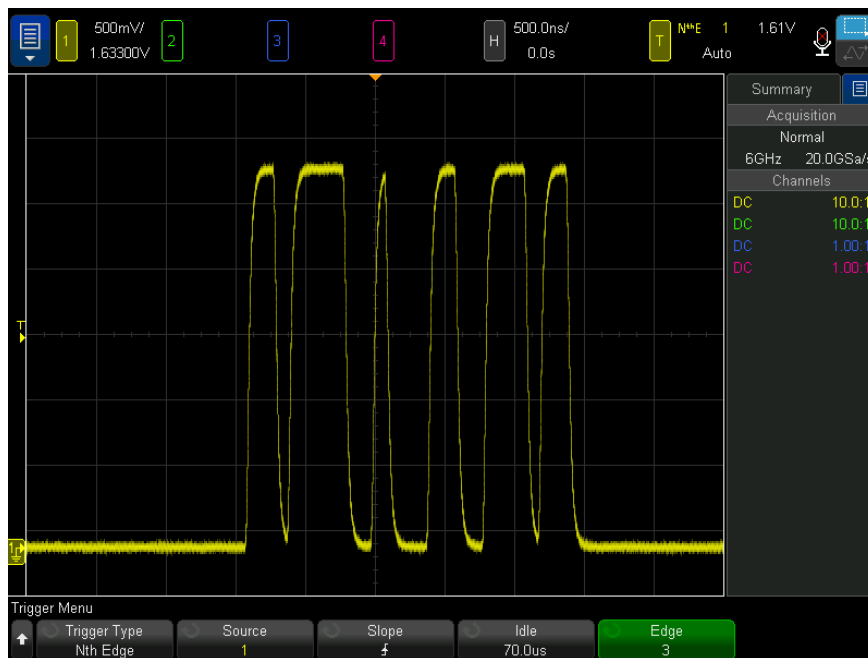 1 500mV/ 2 3 4 H 500.0ns/ T NthE 1 1.61V
1.63300V 0.0s Auto
Summary
Acquisition
Normal
6GHz 20.0GSa/s
Channels
DC 10.0:1
DC 10.0:1
DC 1.00:1
DC 1.00:1
T
1
Trigger Menu
Trigger Type Source Slope Idle Edge
Nth Edge 1 70.0us 3